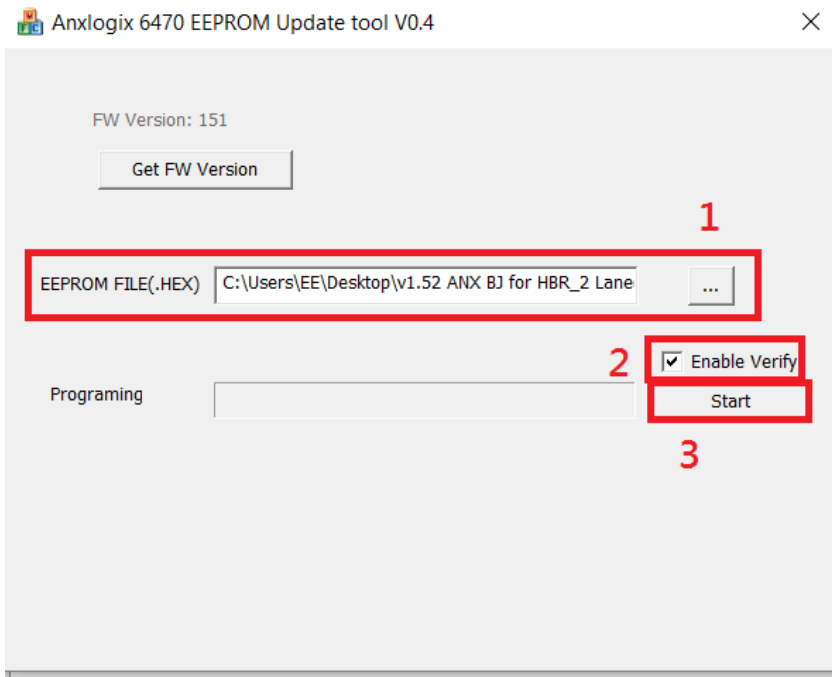 Anxlogix 6470 EEPROM Update tool V0.4
FW Version: 151
Get FW Version
1
EEPROM FILE(.HEX) C:\Users\EE\Desktop\v1.52 ANX BJ for HBR_2 Lane ...
2 Enable Verify
Programing Start
3